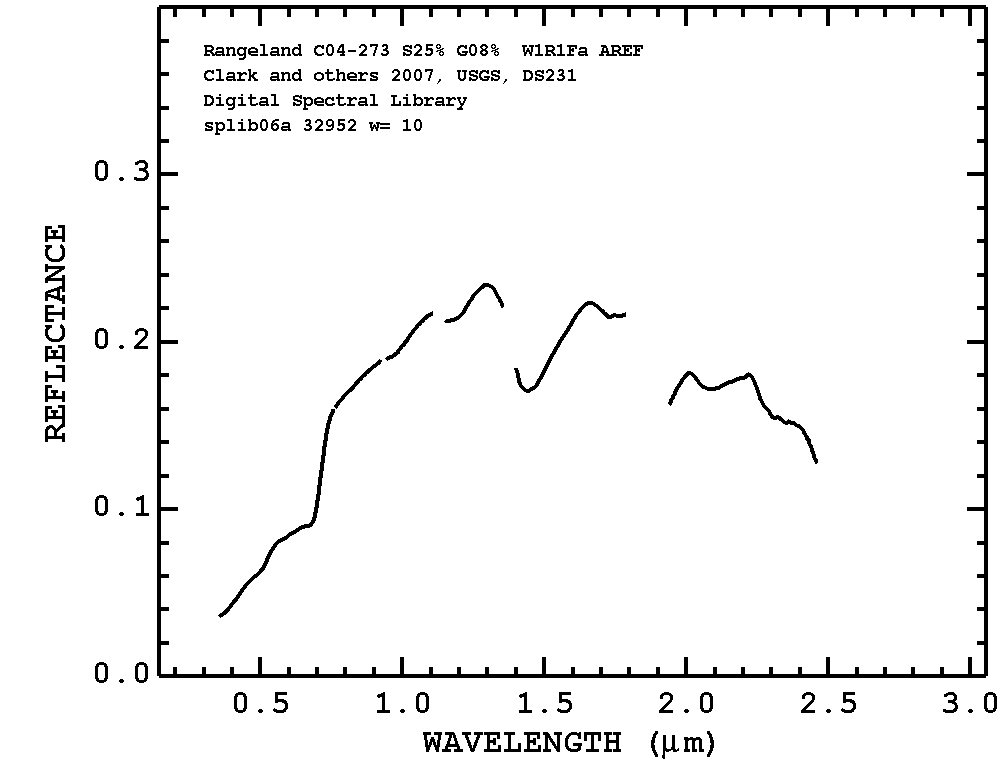 Rangeland C04-273 S25% G08% W1R1Fa AREF
Clark and others 2007, USGS, DS231
Digital Spectral Library
splib06a 32952 w= 10
0.3
0.2
0.1
0.0
REFLECTANCE
0.5 1.0 1.5 2.0 2.5 3.0
WAVELENGTH (μm)